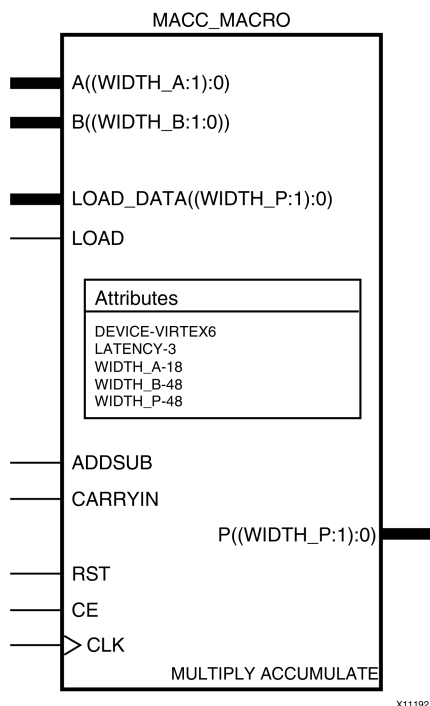 MACC_MACRO
A((WIDTH_A:1):0)
B((WIDTH_B:1:0))
LOAD_DATA((WIDTH_P:1):0)
LOAD
Attributes
DEVICE-VIRTEX6
LATENCY-3
WIDTH_A-18
WIDTH_B-48
WIDTH_P-48
ADDSUB
CARRYIN
P((WIDTH_P:1):0)
RST
CE
CLK
MULTIPLY ACCUMULATE
X11192